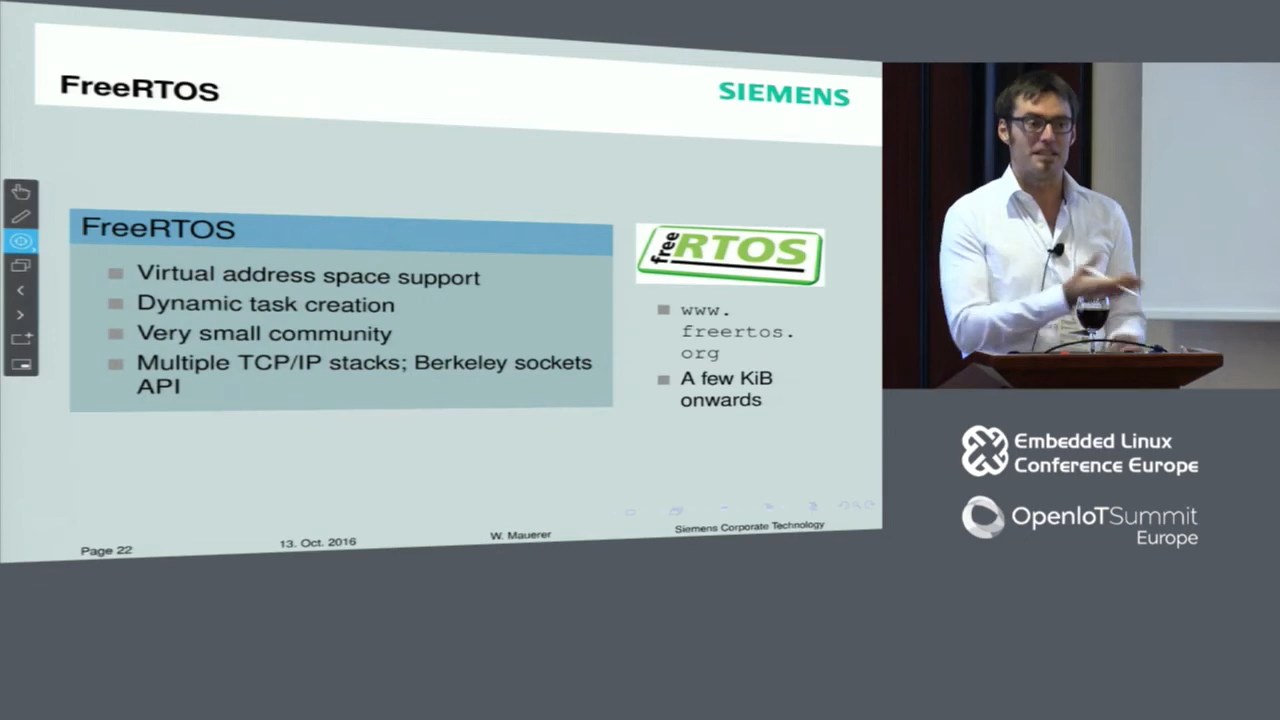 FreeRTOS
SIEMENS
FreeRTOS
Virtual address space support
Dynamic task creation
Very small community
Multiple TCP/IP stacks; Berkeley sockets
API
free RTOS
www.
freertos.
org
A few KiB
onwards
Page 22
13. Oct. 2016
W. Mauerer
Siemens Corporate Technology
Embedded Linux
Conference Europe
OpenIoTSummit
Europe